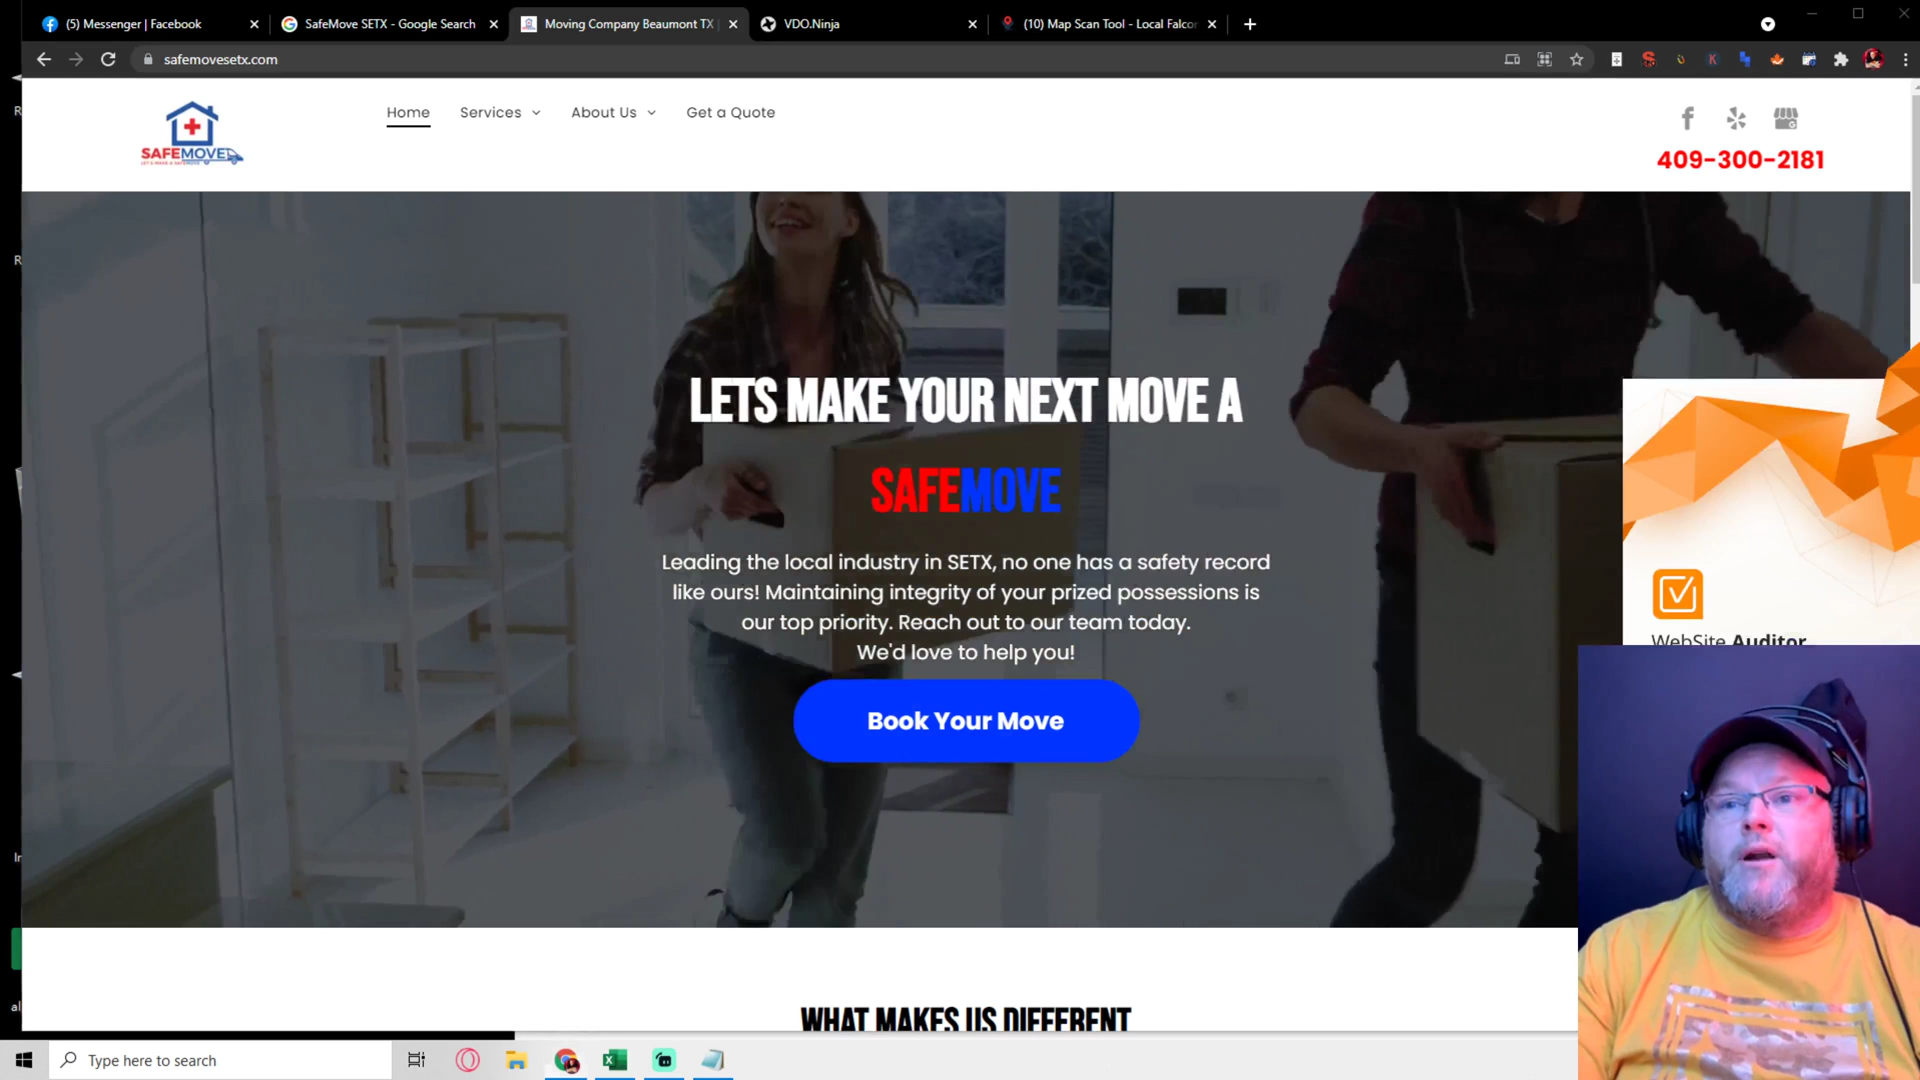 (5) Messenger | Facebook
SafeMove SETX - Google Search
Moving Company Beaumont TX |
VDO.Ninja
(10) Map Scan Tool - Local Falcon
safemovesetx.com
SAFEMOVE
Home
Services
About Us
Get a Quote
409-300-2181
LETS MAKE YOUR NEXT MOVE A
SAFEMOVE
Leading the local industry in SETX, no one has a safety record
like ours! Maintaining integrity of your prized possessions is
our top priority. Reach out to our team today.
We'd love to help you!
Book Your Move
WebSite Auditor
WHAT MAKES US DIFFERENT
Type here to search